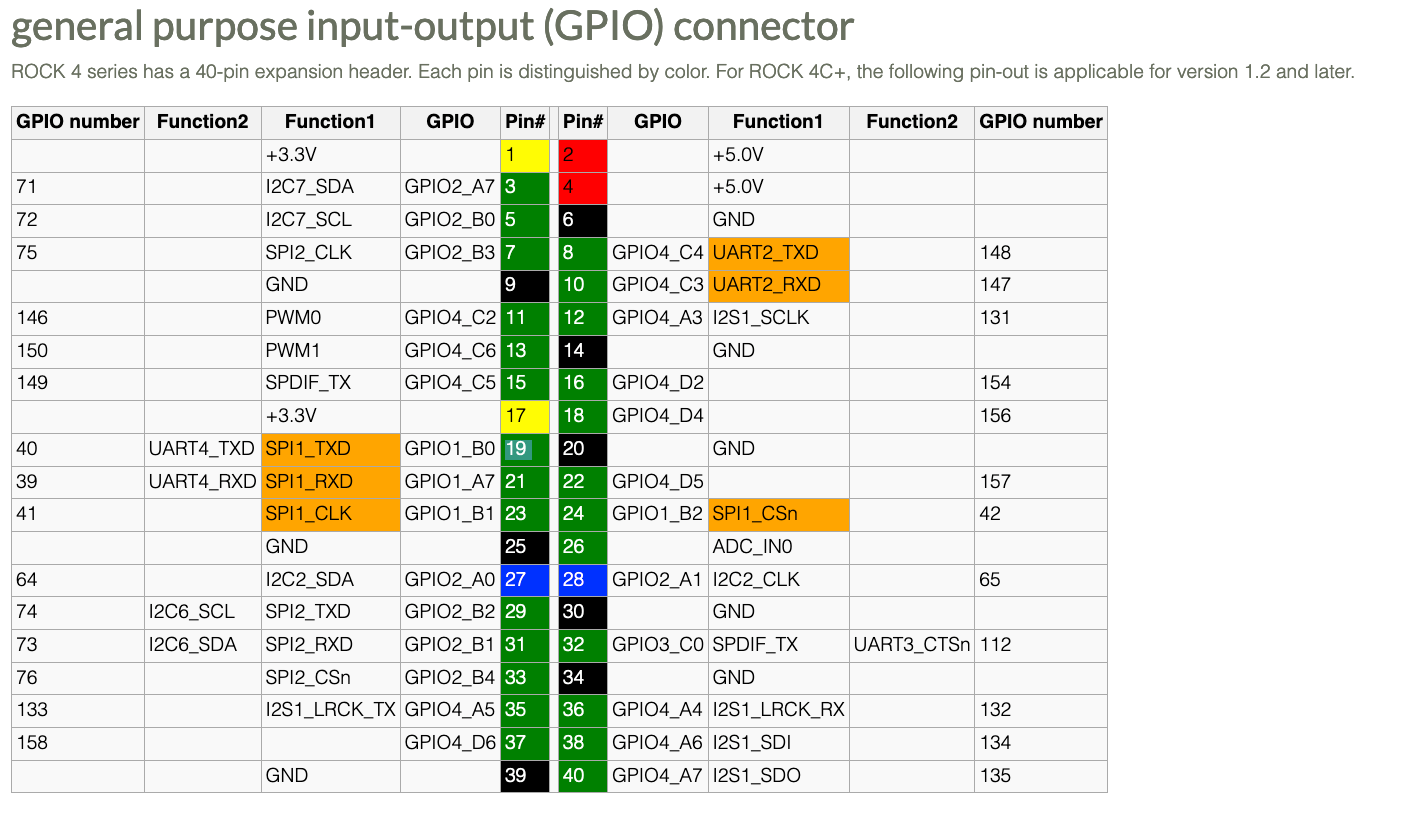 general purpose input-output (GPIO) connector
ROCK 4 series has a 40-pin expansion header. Each pin is distinguished by color. For ROCK 4C+, the following pin-out is applicable for version 1.2 and later.
GPIO number Function2 Function1 GPIO Pin# Pin# GPIO Function1 Function2 GPIO number
+3.3V 1 2 +5.0V
71 I2C7_SDA GPIO2_A7 3 4 +5.0V
72 I2C7_SCL GPIO2_B0 5 6 GND
75 SPI2_CLK GPIO2_B3 7 8 GPIO4_C4 UART2_TXD 148
GND 9 10 GPIO4_C3 UART2_RXD 147
146 PWM0 GPIO4_C2 11 12 GPIO4_A3 I2S1_SCLK 131
150 PWM1 GPIO4_C6 13 14 GND
149 SPDIF_TX GPIO4_C5 15 16 GPIO4_D2 154
+3.3V 17 18 GPIO4_D4 156
40 UART4_TXD SPI1_TXD GPIO1_B0 19 20 GND
39 UART4_RXD SPI1_RXD GPIO1_A7 21 22 GPIO4_D5 157
41 SPI1_CLK GPIO1_B1 23 24 GPIO1_B2 SPI1_CSn 42
GND 25 26 ADC_IN0
64 I2C2_SDA GPIO2_A0 27 28 GPIO2_A1 I2C2_CLK 65
74 I2C6_SCL SPI2_TXD GPIO2_B2 29 30 GND
73 I2C6_SDA SPI2_RXD GPIO2_B1 31 32 GPIO3_C0 SPDIF_TX UART3_CTSn 112
76 SPI2_CSn GPIO2_B4 33 34 GND
133 I2S1_LRCK_TX GPIO4_A5 35 36 GPIO4_A4 I2S1_LRCK_RX 132
158 GPIO4_D6 37 38 GPIO4_A6 I2S1_SDI 134
GND 39 40 GPIO4_A7 I2S1_SDO 135